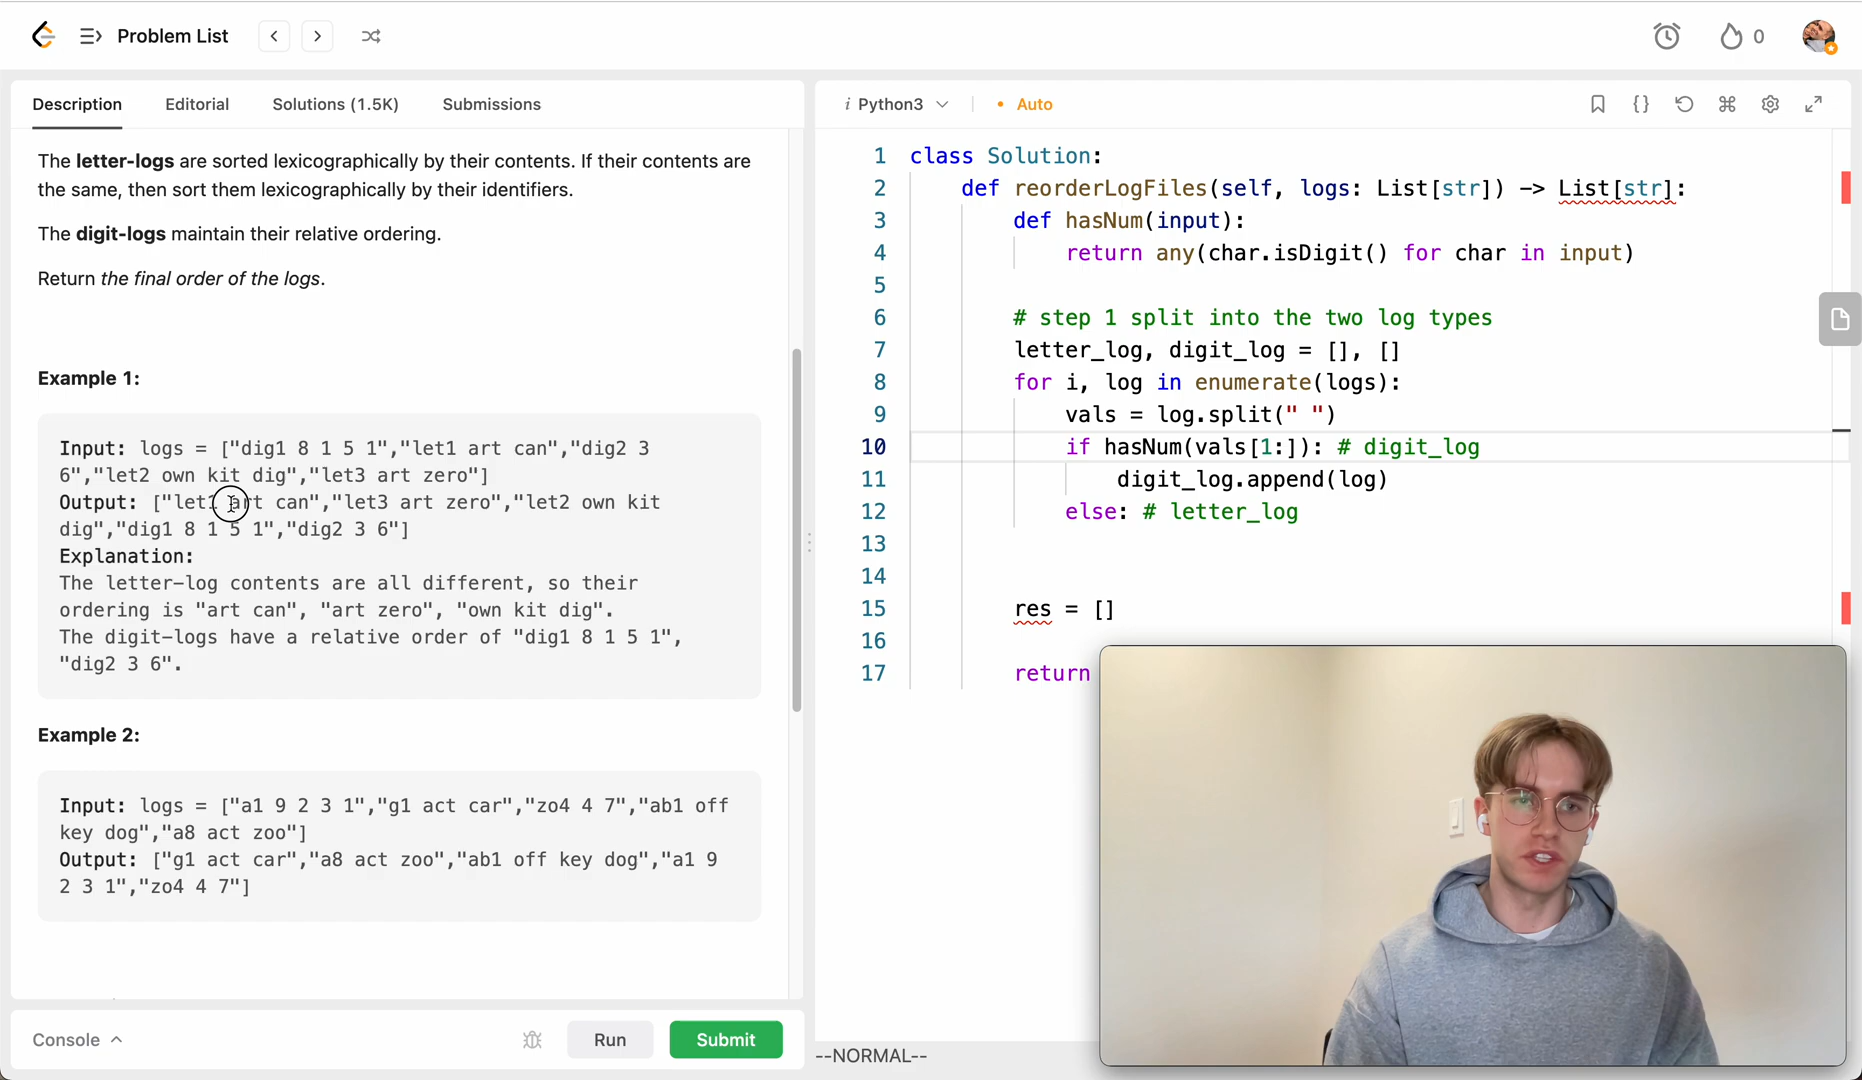 Problem List
0
Description Editorial Solutions (1.5K) Submissions
The letter-logs are sorted lexicographically by their contents. If their contents are
the same, then sort them lexicographically by their identifiers.
The digit-logs maintain their relative ordering.
Return the final order of the logs.
Example 1:
Input: logs = ["dig1 8 1 5 1","let1 art can","dig2 3
6","let2 own kit dig","let3 art zero"]
Output: ["let1 art can","let3 art zero","let2 own kit
dig","dig1 8 1 5 1","dig2 3 6"]
Explanation:
The letter-log contents are all different, so their
ordering is "art can", "art zero", "own kit dig".
The digit-logs have a relative order of "dig1 8 1 5 1",
"dig2 3 6".
Example 2:
Input: logs = ["a1 9 2 3 1","g1 act car","zo4 4 7","ab1 off
key dog","a8 act zoo"]
Output: ["g1 act car","a8 act zoo","ab1 off key dog","a1 9
2 3 1","zo4 4 7"]
Console Run Submit
i Python3 • Auto
1 class Solution:
2 def reorderLogFiles(self, logs: List[str]) -> List[str]:
3 def hasNum(input):
4 return any(char.isDigit() for char in input)
5
6 # step 1 split into the two log types
7 letter_log, digit_log = [], []
8 for i, log in enumerate(logs):
9 vals = log.split(" ")
10 if hasNum(vals[1:]): # digit_log
11 digit_log.append(log)
12 else: # letter_log
13
14
15 res = []
16
17 return
--NORMAL--